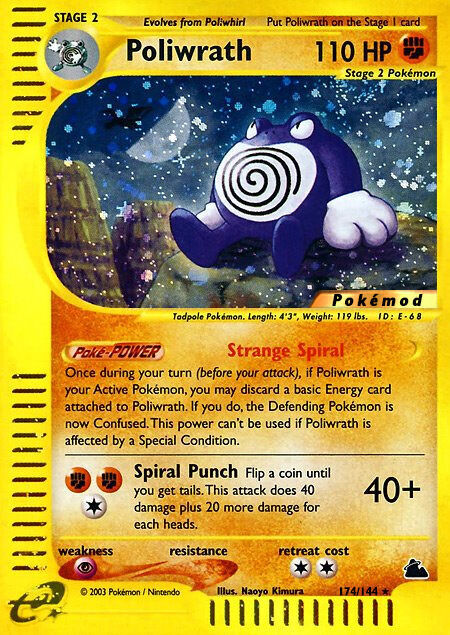 STAGE 2
Evolves from Poliwhirl
Put Poliwrath on the Stage 1 card
Poliwrath
110 HP
Stage 2 Pokémon
Pokémod
Tadpole Pokémon. Length: 4'3", Weight: 119 lbs. ID: E-68
Poké-POWER
Strange Spiral
Once during your turn (before your attack), if Poliwrath is
your Active Pokémon, you may discard a basic Energy card
attached to Poliwrath. If you do, the Defending Pokémon is
now Confused. This power can't be used if Poliwrath is
affected by a Special Condition.
Spiral Punch Flip a coin until
you get tails. This attack does 40
damage plus 20 more damage for
each heads.
40+
weakness
resistance
retreat cost
© 2003 Pokémon / Nintendo
Illus. Naoyo Kimura
174/144 ★